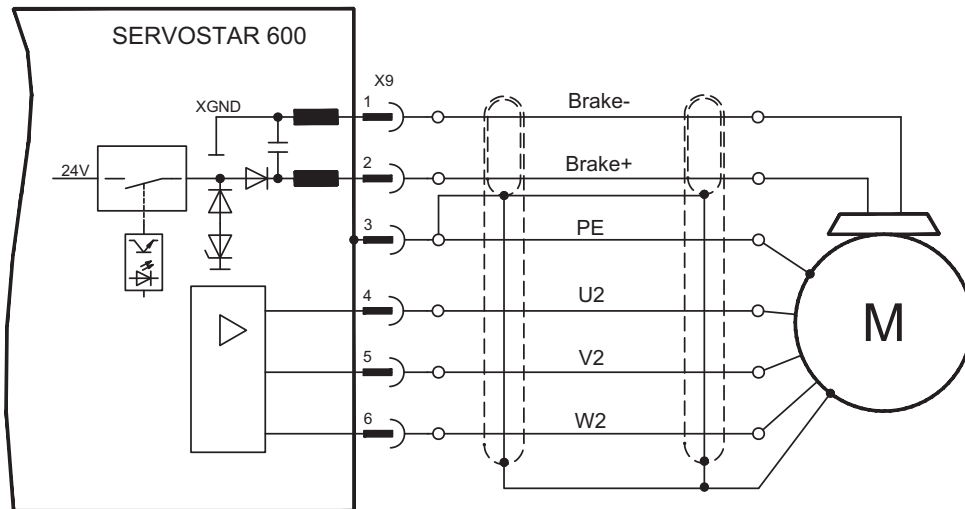 SERVOSTAR 600
X9
XGND
1
Brake-
24V
2
Brake+
3
PE
4
U2
M
5
V2
6
W2